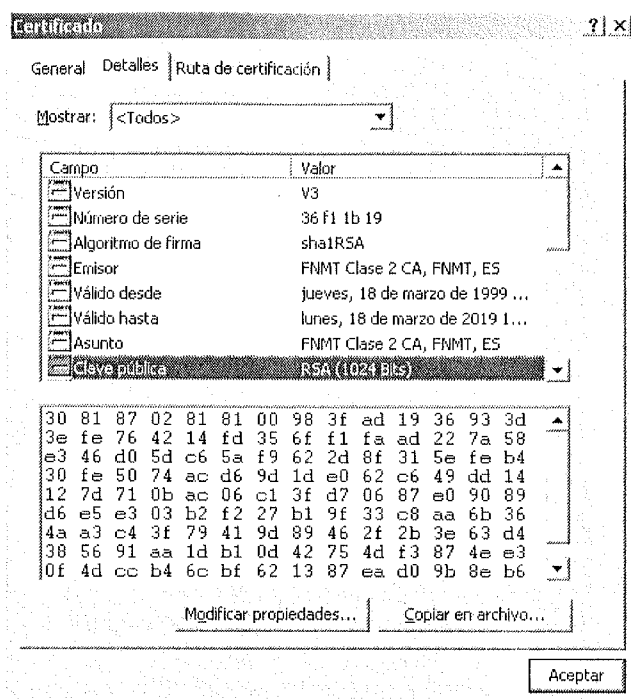 Certificado
General Detalles Ruta de certificación
Mostrar: <Todos>
Campo Valor
Versión V3
Número de serie 36 f1 1b 19
Algoritmo de firma sha1RSA
Emisor FNMT Clase 2 CA, FNMT, ES
Válido desde jueves, 18 de marzo de 1999 ...
Válido hasta lunes, 18 de marzo de 2019 1...
Asunto FNMT Clase 2 CA, FNMT, ES
Clave pública RSA (1024 Bits)
30 81 87 02 81 81 00 98 3f ad 19 36 93 3d
3e fe 76 42 14 fd 35 6f f1 fa ad 22 7a 58
e3 46 d0 5d c6 5a f9 62 2d 8f 31 5e fe b4
30 fe 50 74 ac d6 9d 1d e0 62 c6 49 dd 14
12 7d 71 0b ac 06 c1 3f d7 06 87 e0 90 89
d6 e5 e3 03 b2 f2 27 b1 9f 33 c8 aa 6b 36
4a a3 c4 3f 79 41 9d 89 46 2f 2b 3e 63 d4
38 56 91 aa 1d b1 0d 42 75 4d f3 87 4e e3
0f 4d cc b4 6c bf 62 13 87 ea d0 9b 8e b6
Modificar propiedades... Copiar en archivo...
Aceptar